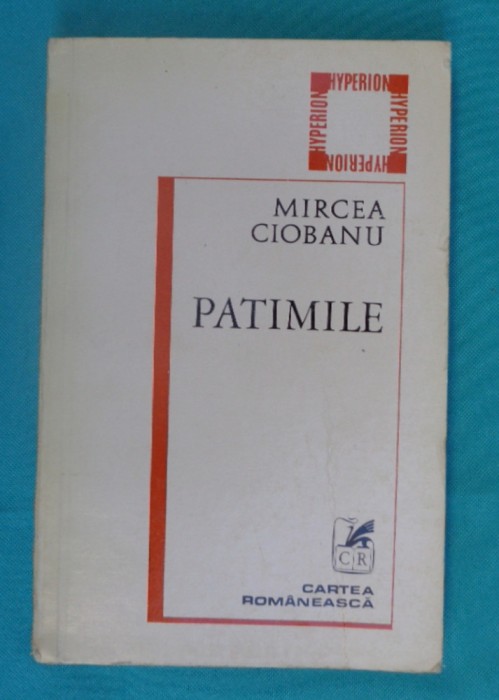 HYPERION
HYPERION
HYPERION
HYPERION
MIRCEA
CIOBANU
PATIMILE
CR
CARTEA
ROMÂNEASCĂ